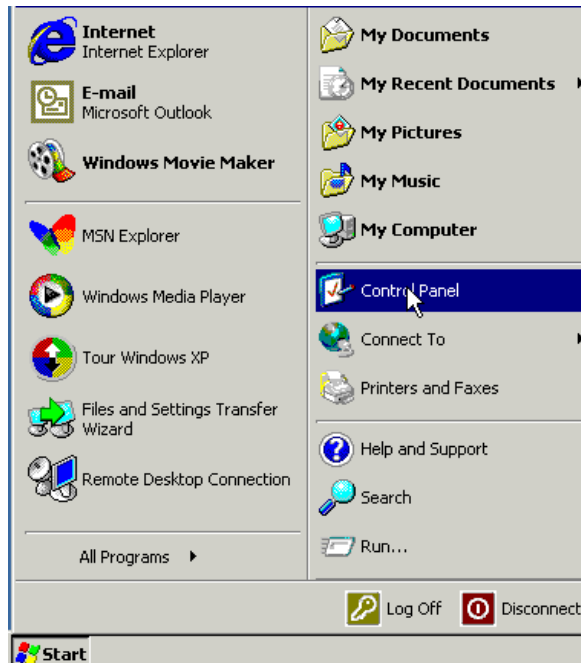 Internet
Internet Explorer
E-mail
Microsoft Outlook
Windows Movie Maker
MSN Explorer
Windows Media Player
Tour Windows XP
Files and Settings Transfer
Wizard
Remote Desktop Connection
All Programs
My Documents
My Recent Documents
My Pictures
My Music
My Computer
Control Panel
Connect To
Printers and Faxes
Help and Support
Search
Run...
Log Off
Disconnect
Start